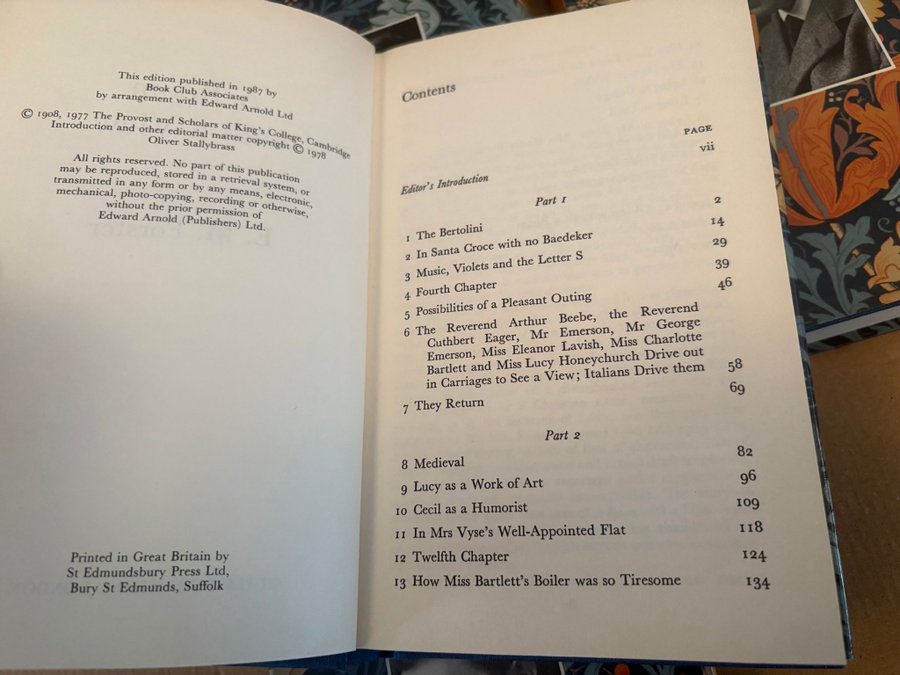 This edition published in 1987 by
Book Club Associates
by arrangement with Edward Arnold Ltd
© 1908, 1977 The Provost and Scholars of King's College, Cambridge
Introduction and other editorial matter copyright © 1978
Oliver Stallybrass
All rights reserved. No part of this publication
may be reproduced, stored in a retrieval system, or
transmitted in any form or by any means, electronic,
mechanical, photo-copying, recording or otherwise,
without the prior permission of
Edward Arnold (Publishers) Ltd.
Printed in Great Britain by
St Edmundsbury Press Ltd,
Bury St Edmunds, Suffolk
Contents
PAGE
Editor's Introduction vii
Part 1
1 The Bertolini 2
2 In Santa Croce with no Baedeker 14
3 Music, Violets and the Letter S 29
4 Fourth Chapter 39
5 Possibilities of a Pleasant Outing 46
6 The Reverend Arthur Beebe, the Reverend
Cuthbert Eager, Mr Emerson, Mr George
Emerson, Miss Eleanor Lavish, Miss Charlotte
Bartlett and Miss Lucy Honeychurch Drive out
in Carriages to See a View; Italians Drive them 58
7 They Return 69
Part 2
8 Medieval 82
9 Lucy as a Work of Art 96
10 Cecil as a Humorist 109
11 In Mrs Vyse's Well-Appointed Flat 118
12 Twelfth Chapter 124
13 How Miss Bartlett's Boiler was so Tiresome 134